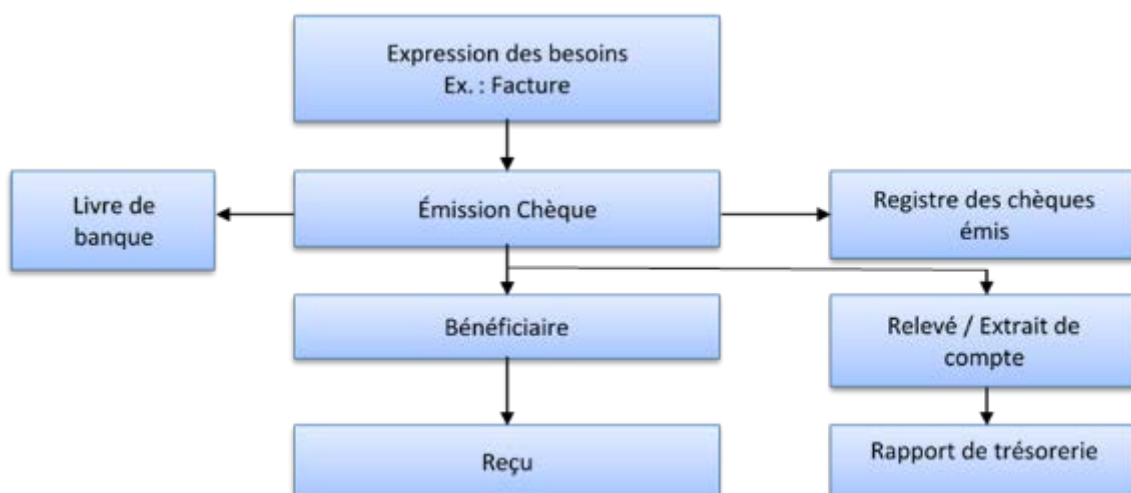 Expression des besoins
Ex. : Facture
Livre de
banque
Émission Chèque
Registre des chèques
émis
Bénéficiaire
Relevé / Extrait de
compte
Reçu
Rapport de trésorerie